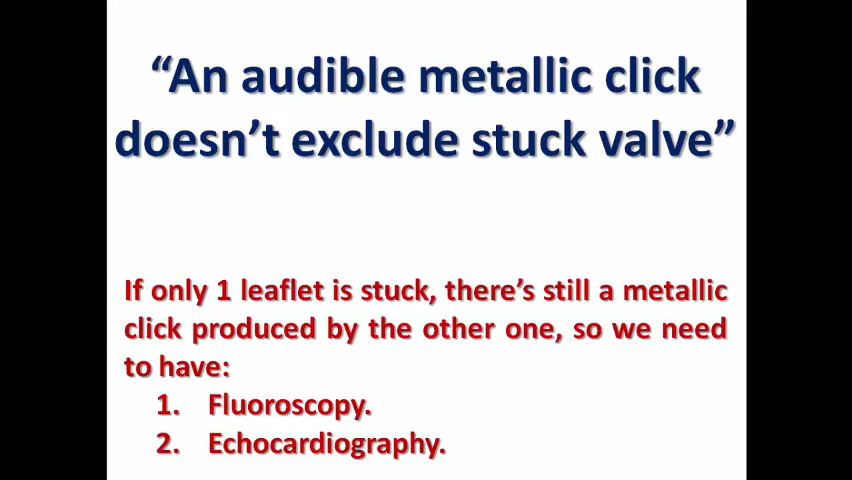 “An audible metallic click
doesn’t exclude stuck valve”
If only 1 leaflet is stuck, there’s still a metallic
click produced by the other one, so we need
to have:
1. Fluoroscopy.
2. Echocardiography.